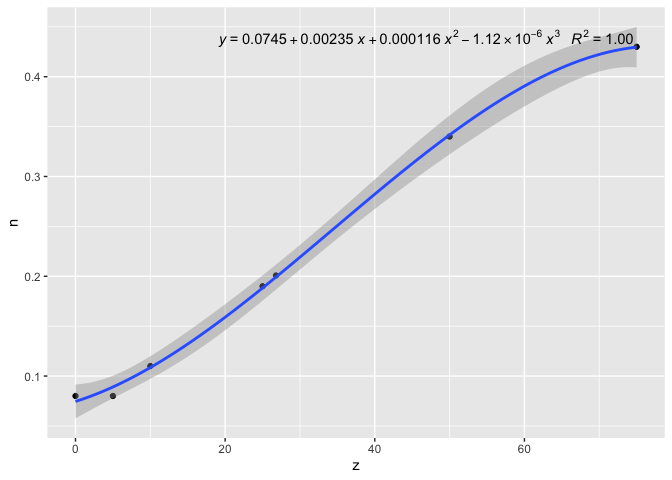 y = 0.0745 + 0.00235 x + 0.000116 x² − 1.12 × 10⁻⁶ x³ R² = 1.00
0.4
0.3
0.2
0.1
n
0 20 40 60
z